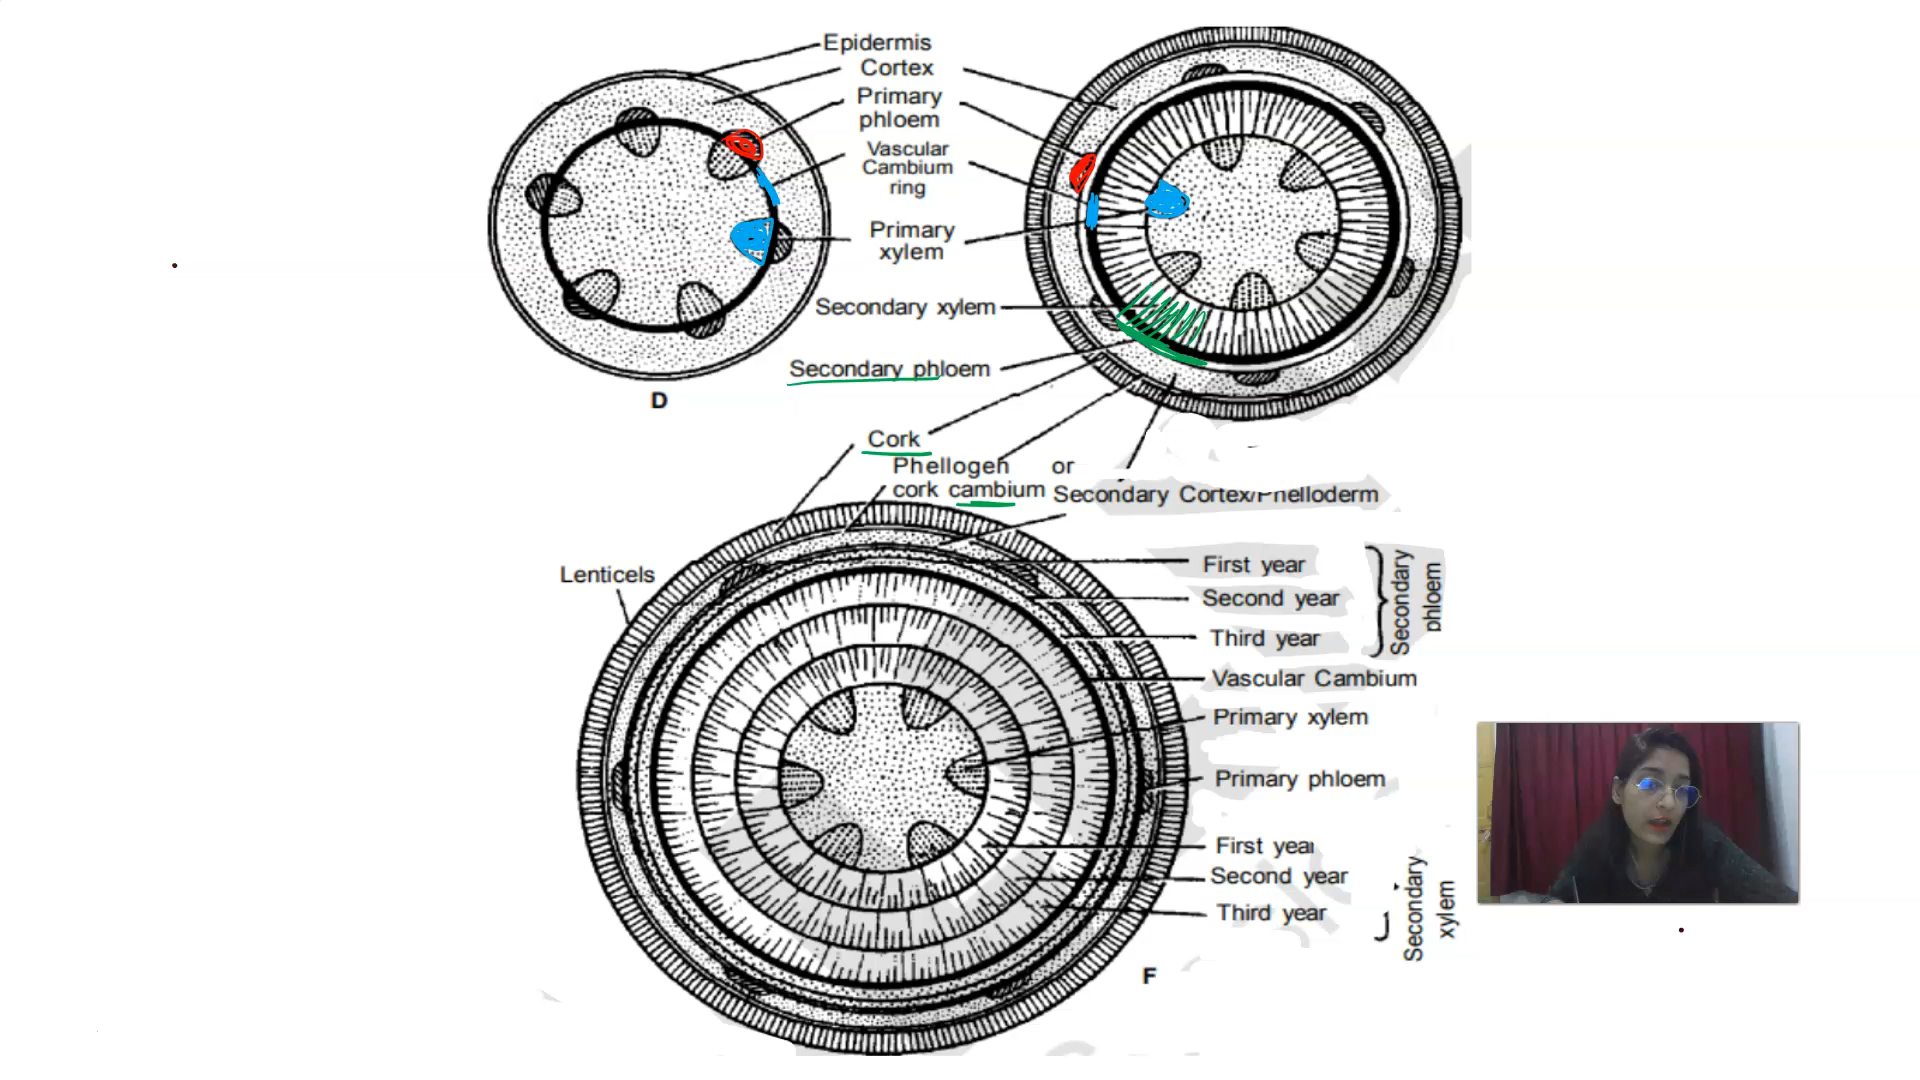 Epidermis
Cortex
Primary
phloem
Vascular
Cambium
ring
Primary
xylem
Secondary xylem
Secondary phloem
D
Cork
Phellogen or
cork cambium Secondary Cortex/Phelloderm
Lenticels
First year
Second year
Third year
Secondary
phloem
Vascular Cambium
Primary xylem
Primary phloem
First year
Second year
Third year
Secondary
xylem
F